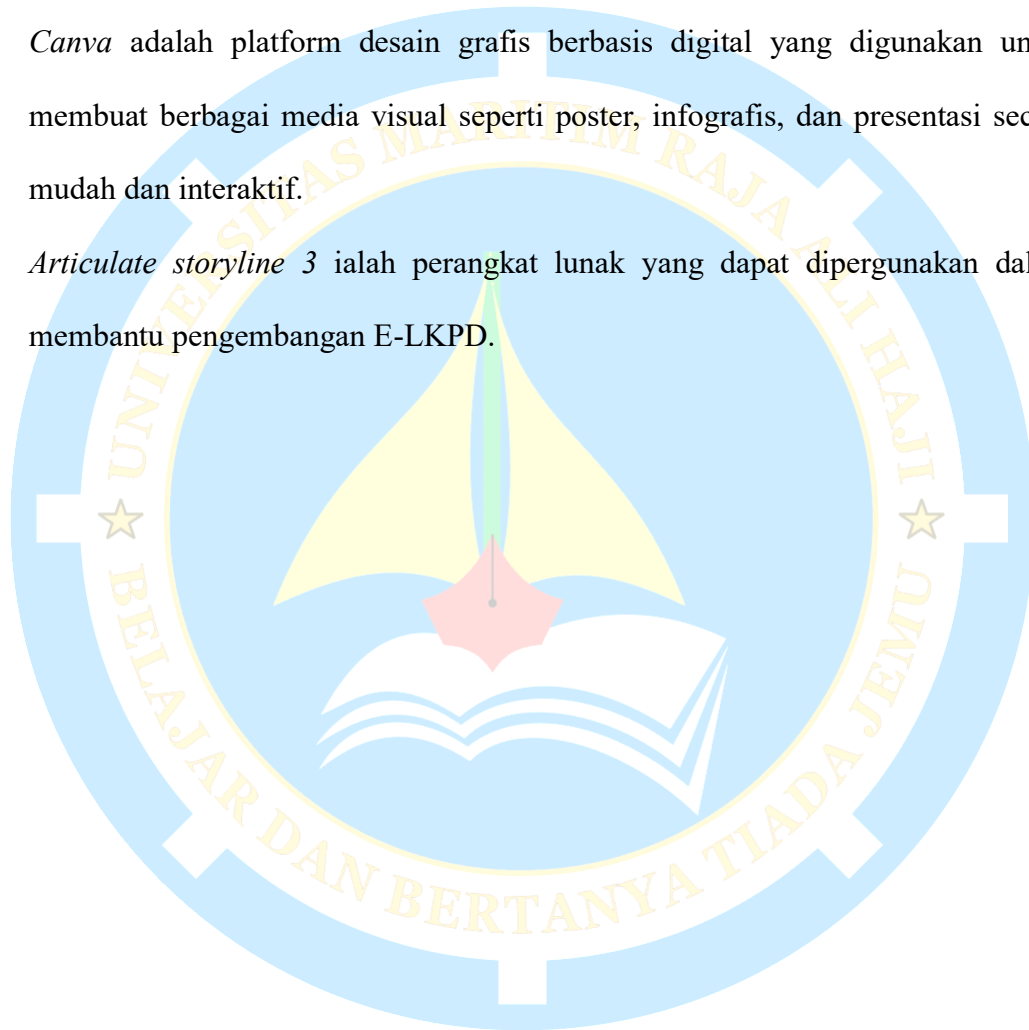 Canva adalah platform desain grafis berbasis digital yang digunakan un
membuat berbagai media visual seperti poster, infografis, dan presentasi sec
mudah dan interaktif.
Articulate storyline 3 ialah perangkat lunak yang dapat dipergunakan dal
membantu pengembangan E-LKPD.
UNIVERSITAS MARITIM RAJA ALI HAJI
BELAJAR DAN BERTANYA TIADA JEMU